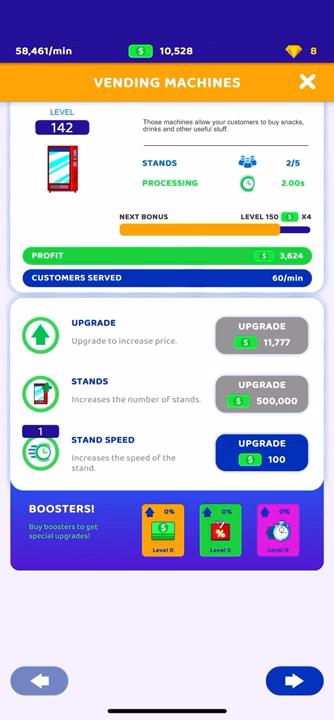 58,461/min 10,528 8
VENDING MACHINES
LEVEL
142
Those machines allow your customers to buy snacks,
drinks and other useful stuff.
STANDS 2/5
PROCESSING 2.00s
NEXT BONUS LEVEL 150 $ X4
PROFIT $ 3,624
CUSTOMERS SERVED 60/min
UPGRADE
Upgrade to increase price.
UPGRADE
$ 11,777
STANDS
Increases the number of stands.
UPGRADE
$ 500,000
1
STAND SPEED
Increases the speed of the
stand.
UPGRADE
$ 100
BOOSTERS!
Buy boosters to get
special upgrades!
0% 0% 0%
$ %
Level 0 Level 0 Level 0